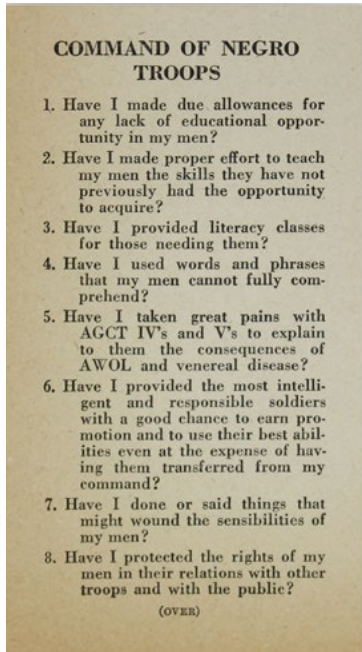 COMMAND OF NEGRO
TROOPS
1. Have I made due allowances for
any lack of educational oppor-
tunity in my men?
2. Have I made proper effort to teach
my men the skills they have not
previously had the opportunity
to acquire?
3. Have I provided literacy classes
for those needing them?
4. Have I used words and phrases
that my men cannot fully com-
prehend?
5. Have I taken great pains with
AGCT IV's and V's to explain
to them the consequences of
AWOL and venereal disease?
6. Have I provided the most intelli-
gent and responsible soldiers
with a good chance to earn pro-
motion and to use their best abil-
ities even at the expense of hav-
ing them transferred from my
command?
7. Have I done or said things that
might wound the sensibilities of
my men?
8. Have I protected the rights of my
men in their relations with other
troops and with the public?
(OVER)